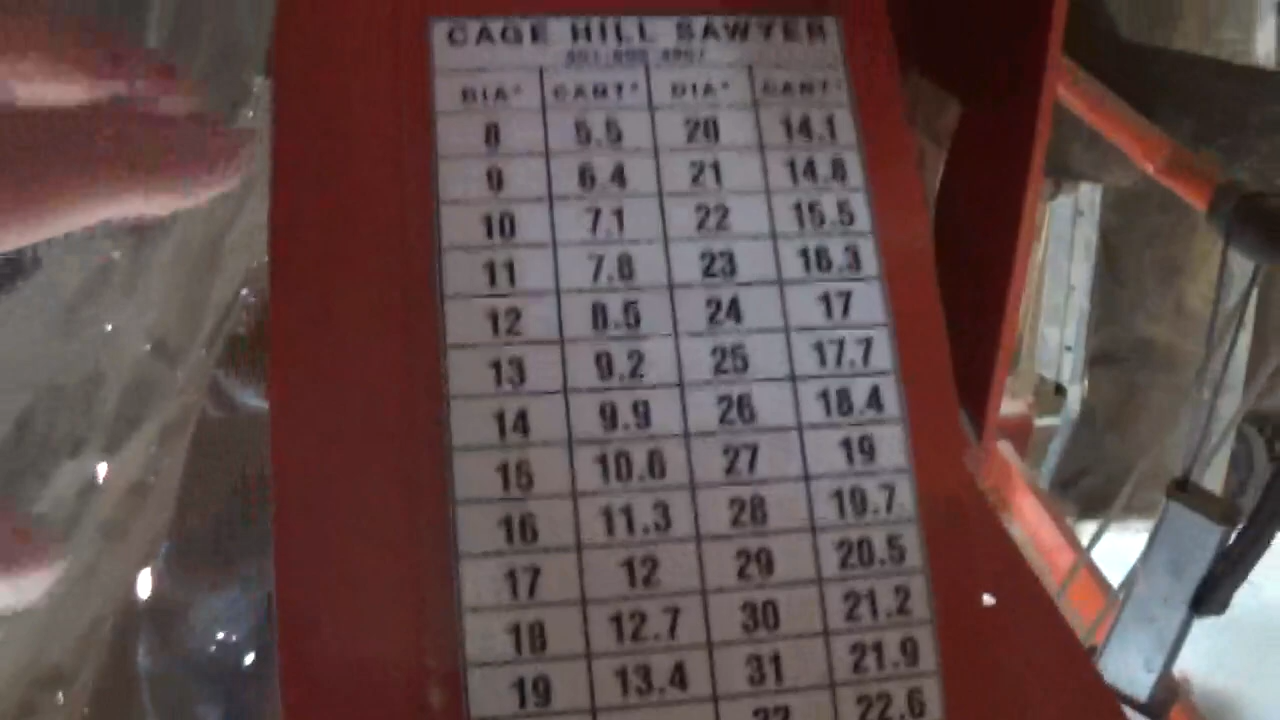 CAGE HILL SAWYER
DIA" CANT" DIA" CANT"
8 5.5 20 14.1
9 6.4 21 14.8
10 7.1 22 15.5
11 7.8 23 16.3
12 8.5 24 17
13 9.2 25 17.7
14 9.9 26 18.4
15 10.6 27 19
16 11.3 28 19.7
17 12 29 20.5
18 12.7 30 21.2
19 13.4 31 21.9
22.6